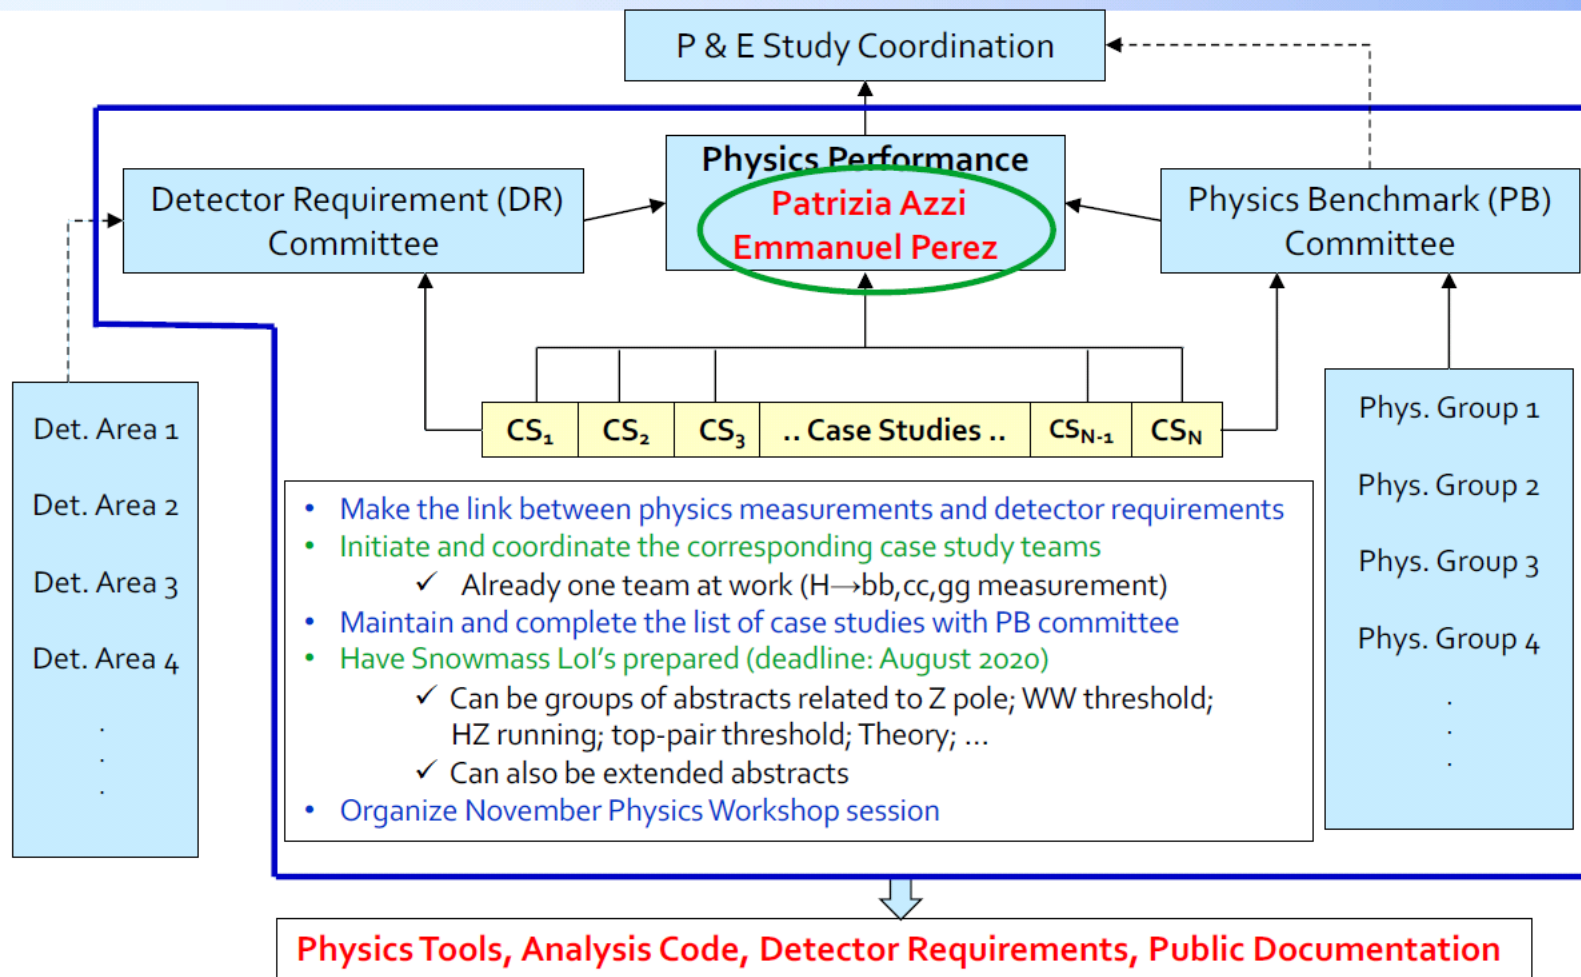 P & E Study Coordination
Physics Performance
Patrizia Azzi
Emmanuel Perez
Detector Requirement (DR)
Committee
Physics Benchmark (PB)
Committee
Det. Area 1
Det. Area 2
Det. Area 3
Det. Area 4
.
.
.
CS1 CS2 CS3 .. Case Studies .. CSN-1 CSN
Phys. Group 1
Phys. Group 2
Phys. Group 3
Phys. Group 4
.
.
.
• Make the link between physics measurements and detector requirements
• Initiate and coordinate the corresponding case study teams
✓ Already one team at work (H→bb,cc,gg measurement)
• Maintain and complete the list of case studies with PB committee
• Have Snowmass LoI's prepared (deadline: August 2020)
✓ Can be groups of abstracts related to Z pole; WW threshold;
HZ running; top-pair threshold; Theory; ...
✓ Can also be extended abstracts
• Organize November Physics Workshop session
Physics Tools, Analysis Code, Detector Requirements, Public Documentation